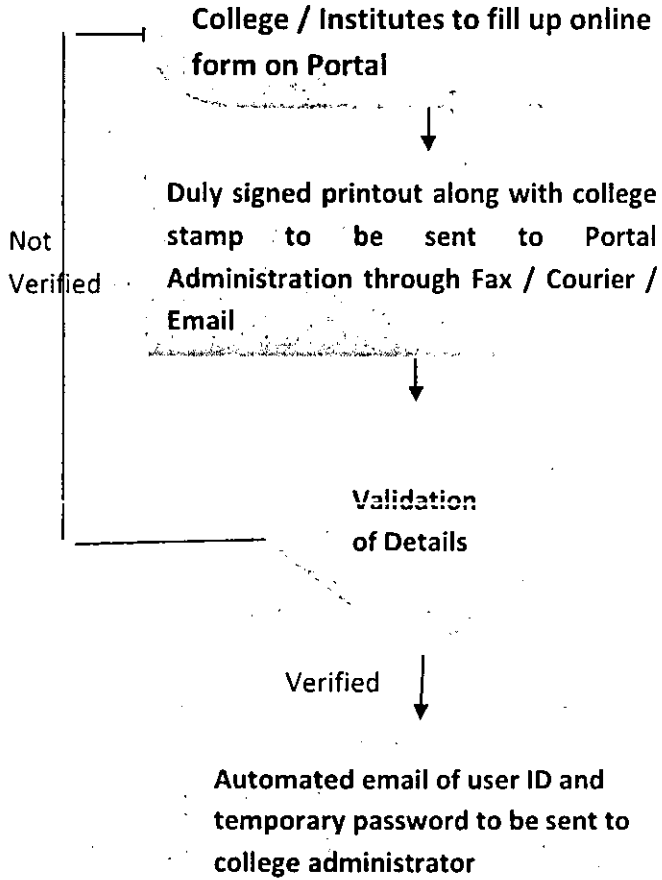 College / Institutes to fill up online
form on Portal
Duly signed printout along with college
stamp to be sent to Portal
Administration through Fax / Courier /
Email
Not
Verified
Validation
of Details
Verified
Automated email of user ID and
temporary password to be sent to
college administrator